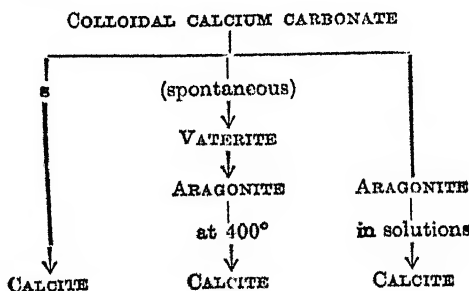 COLLOIDAL CALCIUM CARBONATE
s (spontaneous)
VATERITE
ARAGONITE ARAGONITE
at 400° in solutions
CALCITE CALCITE CALCITE